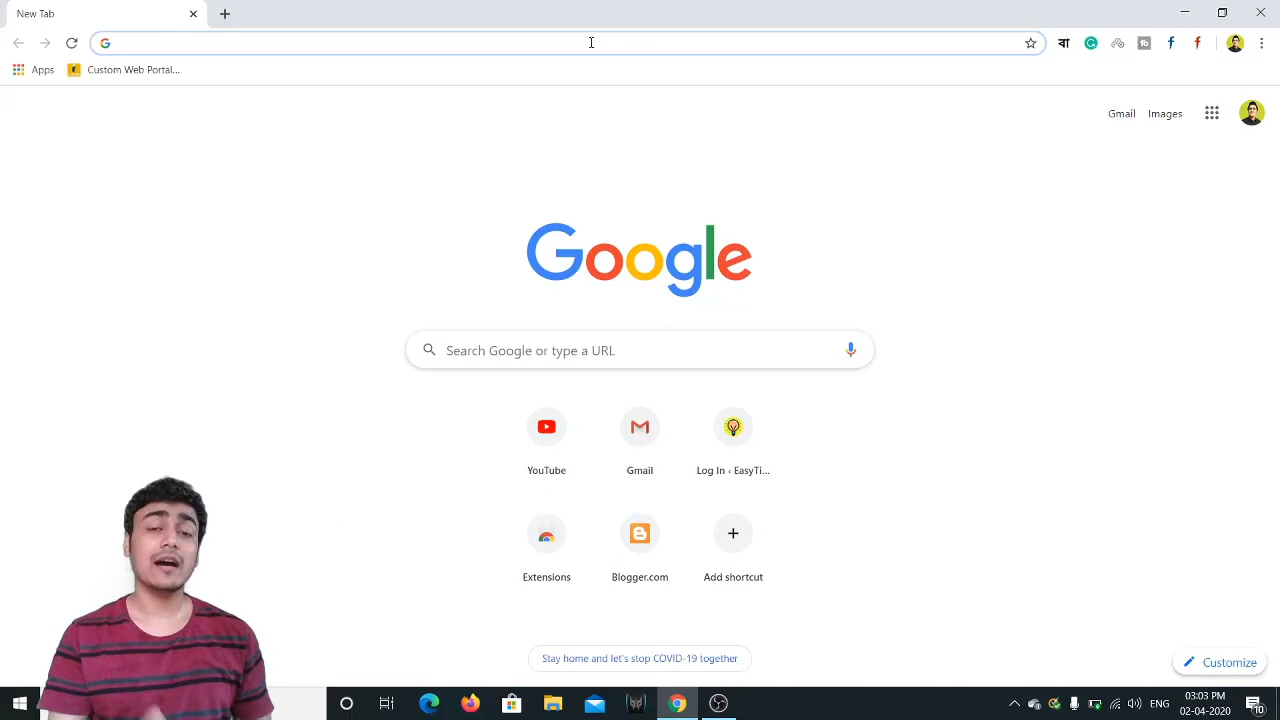 New Tab
বা
Apps
Custom Web Portal...
Gmail
Images
Google
Search Google or type a URL
YouTube
Gmail
Log In ‹ EasyTi...
Extensions
Blogger.com
Add shortcut
Stay home and let's stop COVID-19 together
Customize
ENG
03:03 PM
02-04-2020